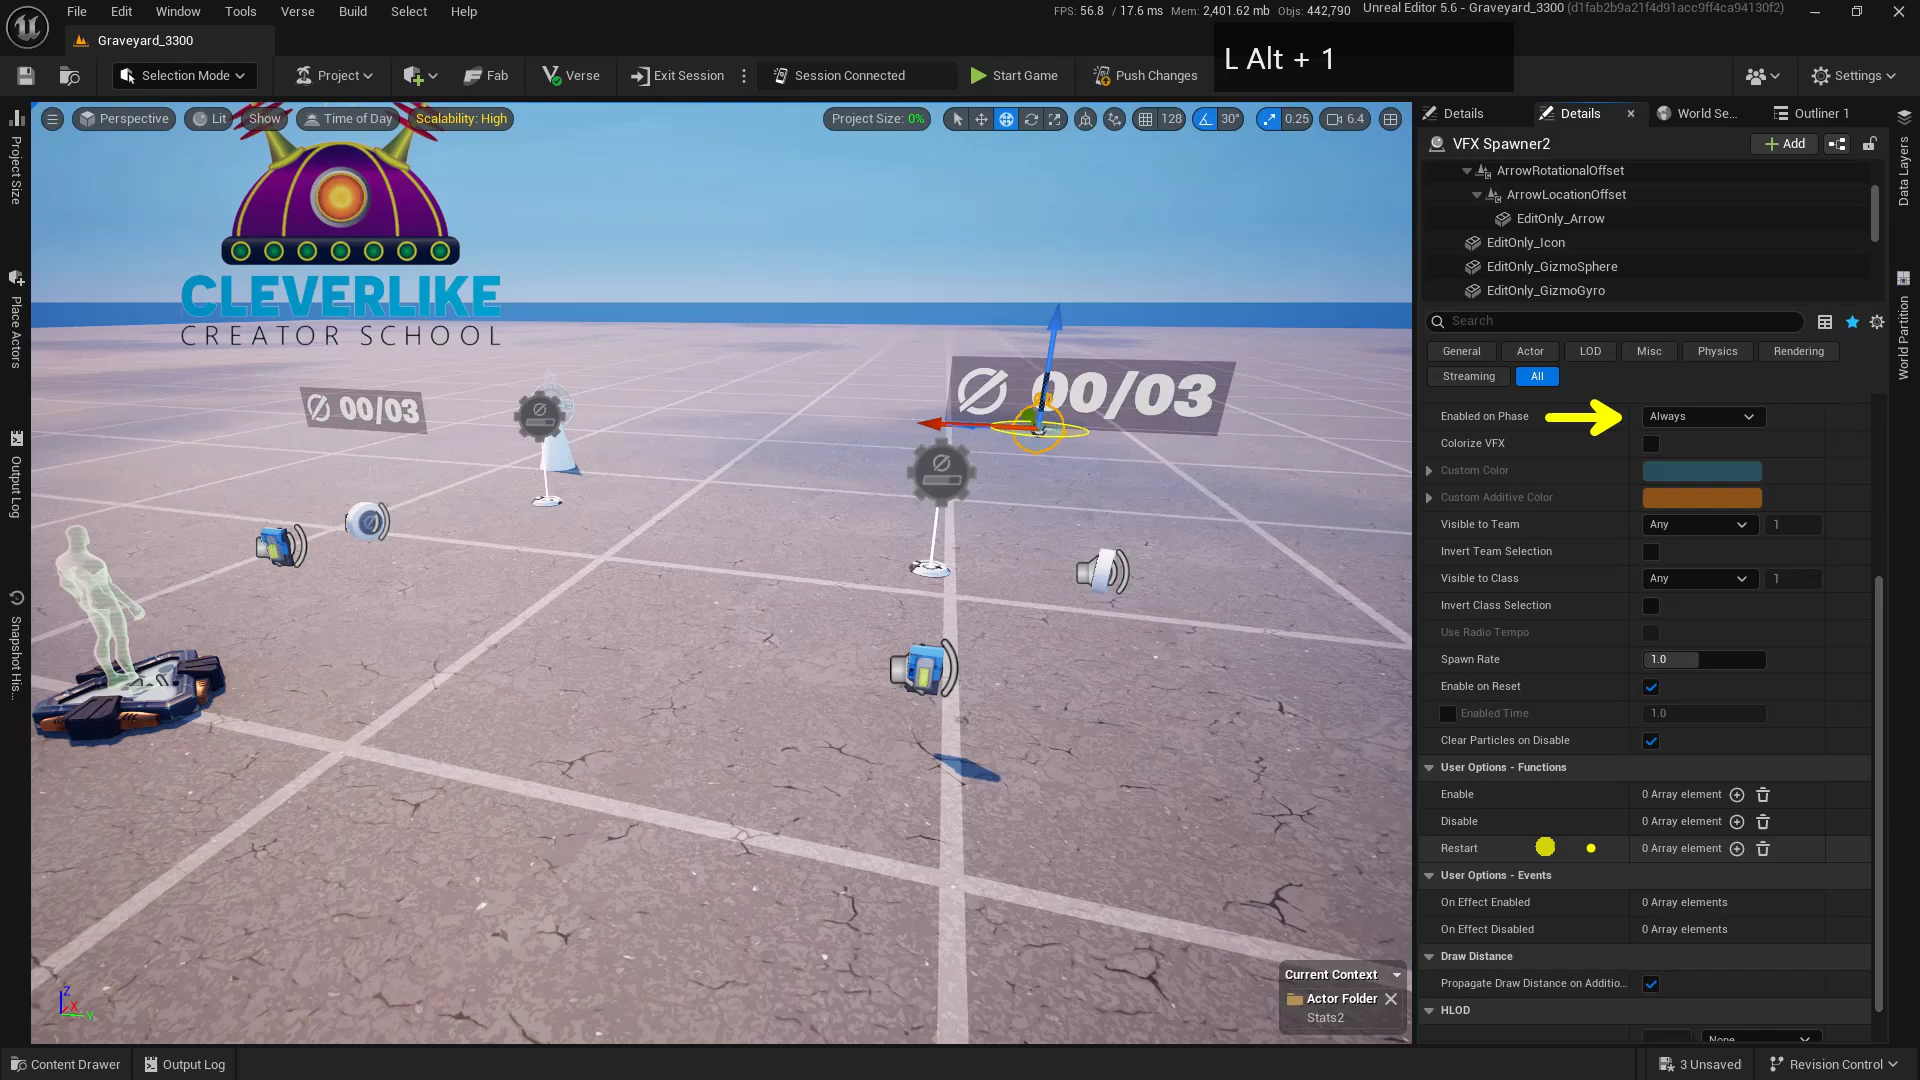 File Edit Window Tools Verse Build Select Help
FPS: 56.8 / 17.6 ms Mem: 2,401.62 mb Objs: 442,790 Unreal Editor 5.6 - Graveyard_3300 (d1fab2b9a21f4d91acc9ff4ca94130f2)
Graveyard_3300
L Alt + 1
Selection Mode Project Fab Verse Exit Session Session Connected Start Game Push Changes Settings
Perspective Lit Show Time of Day Scalability: High Project Size: 0% 128 30° 0.25 6.4
Project Size
Place Actors
Output Log
Snapshot His...
CLEVERLIKE
CREATOR SCHOOL
00/03
00/03
Current Context
Actor Folder
Stats2
Z
X
Y
Details Details World Se... Outliner 1
VFX Spawner2 Add
ArrowRotationalOffset
ArrowLocationOffset
EditOnly_Arrow
EditOnly_Icon
EditOnly_GizmoSphere
EditOnly_GizmoGyro
Search
General Actor LOD Misc Physics Rendering
Streaming All
Enabled on Phase Always
Colorize VFX
Custom Color
Custom Additive Color
Visible to Team Any 1
Invert Team Selection
Visible to Class Any 1
Invert Class Selection
Use Radio Tempo
Spawn Rate 1.0
Enable on Reset
Enabled Time 1.0
Clear Particles on Disable
User Options - Functions
Enable 0 Array element
Disable 0 Array element
Restart 0 Array element
User Options - Events
On Effect Enabled 0 Array elements
On Effect Disabled 0 Array elements
Draw Distance
Propagate Draw Distance on Additio...
HLOD
None
Data Layers
World Partition
Content Drawer Output Log 3 Unsaved Revision Control